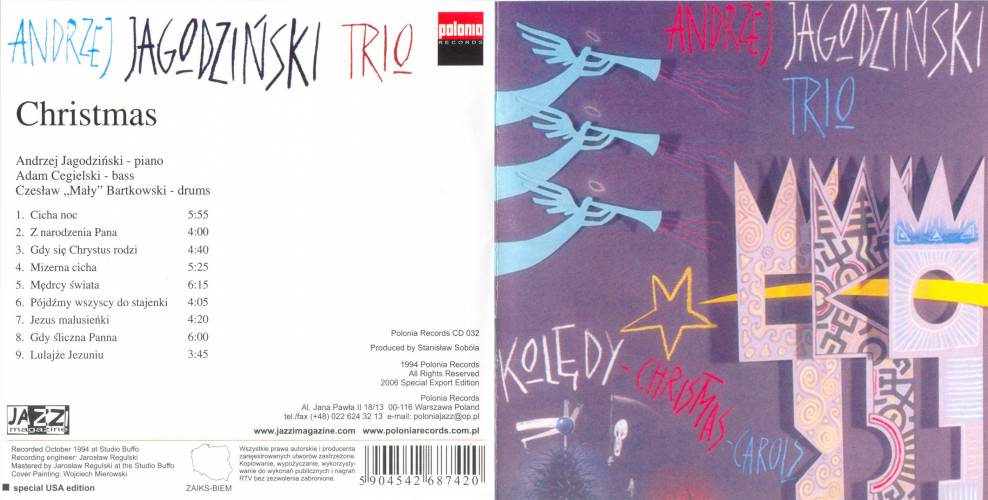 ANDRZEJ JAGODZIŃSKI TRIO
polonia
RECORDS
Christmas
Andrzej Jagodziński - piano
Adam Cegielski - bass
Czesław „Mały” Bartkowski - drums
1. Cicha noc 5:55
2. Z narodzenia Pana 4:00
3. Gdy się Chrystus rodzi 4:40
4. Mizerna cicha 5:25
5. Mędrcy świata 6:15
6. Pójdźmy wszyscy do stajenki 4:05
7. Jezus malusieńki 4:20
8. Gdy śliczna Panna 6:00
9. Lulajże Jezuniu 3:45
Polonia Records CD 032
Produced by Stanisław Sobóla
1994 Polonia Records
All Rights Reserved
2006 Special Export Edition
Polonia Records
Al. Jana Pawła II 18/13 00-116 Warszawa Poland
tel./fax (+48) 022 624 32 13 e-mail: poloniajazz@op.pl
www.jazzimagazine.com www.poloniarecords.com.pl
JAZZI
magazine
Recorded October 1994 at Studio Buffo
Recording engineer: Jarosław Regulski
Mastered by Jarosław Regulski at the Studio Buffo
Cover Painting: Wojciech Mierowski
special USA edition
ZAIKS-BIEM
Wszystkie prawa autorskie i producenta
zarejestrowanych utworów zastrzeżone.
Kopiowanie, wypożyczanie, wykorzysty-
wanie do wykonań publicznych i nagrań
RTV bez zezwolenia zabronione.
5 904542 687420
ANDRZEJ JAGODZIŃSKI
TRIO
KOLĘDY - CHRISTMAS - CAROLS